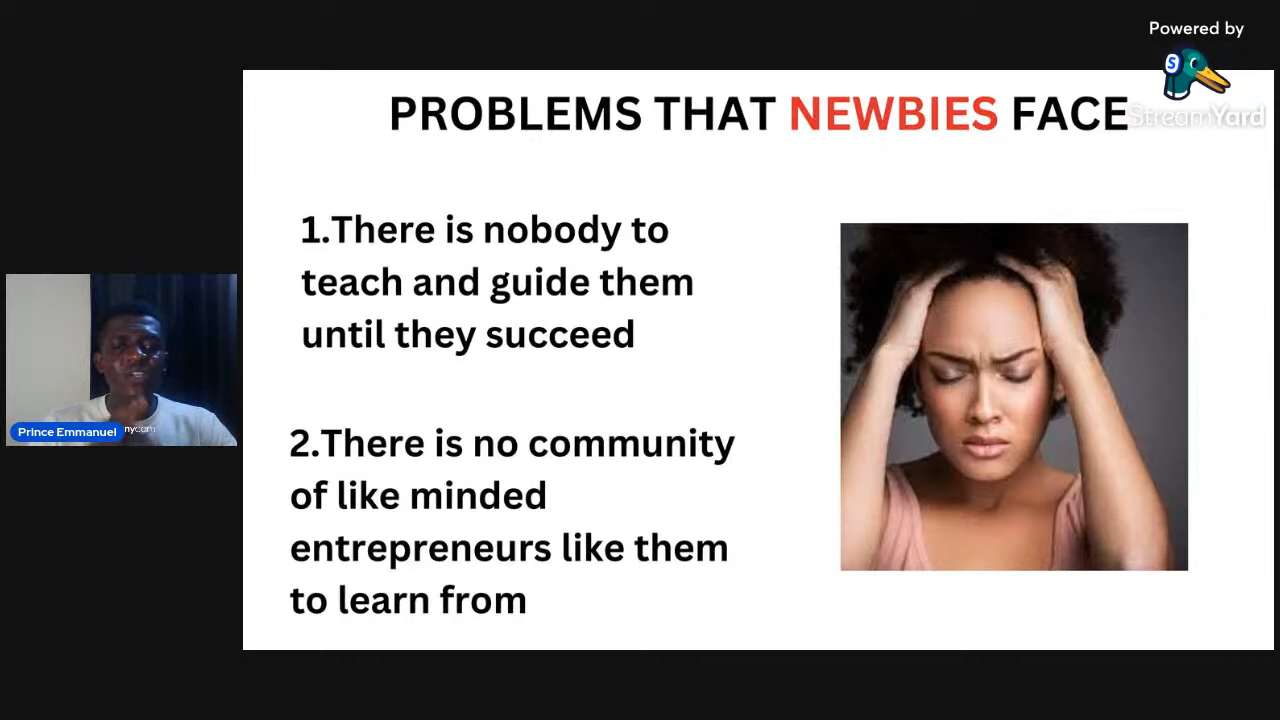 Powered by
StreamYard
PROBLEMS THAT NEWBIES FACE
1.There is nobody to
teach and guide them
until they succeed
2.There is no community
of like minded
entrepreneurs like them
to learn from
Prince Emmanuel